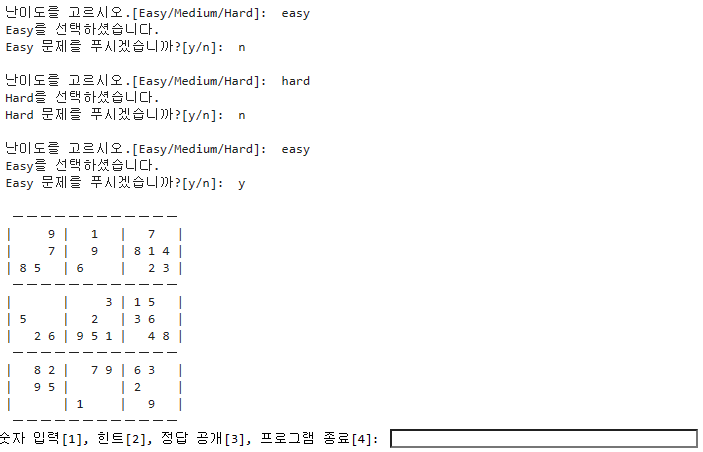 난이도를 고르시오.[Easy/Medium/Hard]:  easy
Easy를 선택하셨습니다.
Easy 문제를 푸시겠습니까?[y/n]:  n

난이도를 고르시오.[Easy/Medium/Hard]:  hard
Hard를 선택하셨습니다.
Hard 문제를 푸시겠습니까?[y/n]:  n

난이도를 고르시오.[Easy/Medium/Hard]:  easy
Easy를 선택하셨습니다.
Easy 문제를 푸시겠습니까?[y/n]:  y

 ― ― ― ― ― ― ― ― ― ― ― ―
|     9 |   1   |   7   |
|     7 |   9   | 8 1 4 |
| 8 5   | 6     |   2 3 |
 ― ― ― ― ― ― ― ― ― ― ― ―
|       |     3 | 1 5   |
| 5     |   2   | 3 6   |
|   2 6 | 9 5 1 |   4 8 |
 ― ― ― ― ― ― ― ― ― ― ― ―
|   8 2 |   7 9 | 6 3   |
|   9 5 |       | 2     |
|       | 1     |   9   |
 ― ― ― ― ― ― ― ― ― ― ― ―
숫자 입력[1], 힌트[2], 정답 공개[3], 프로그램 종료[4]: